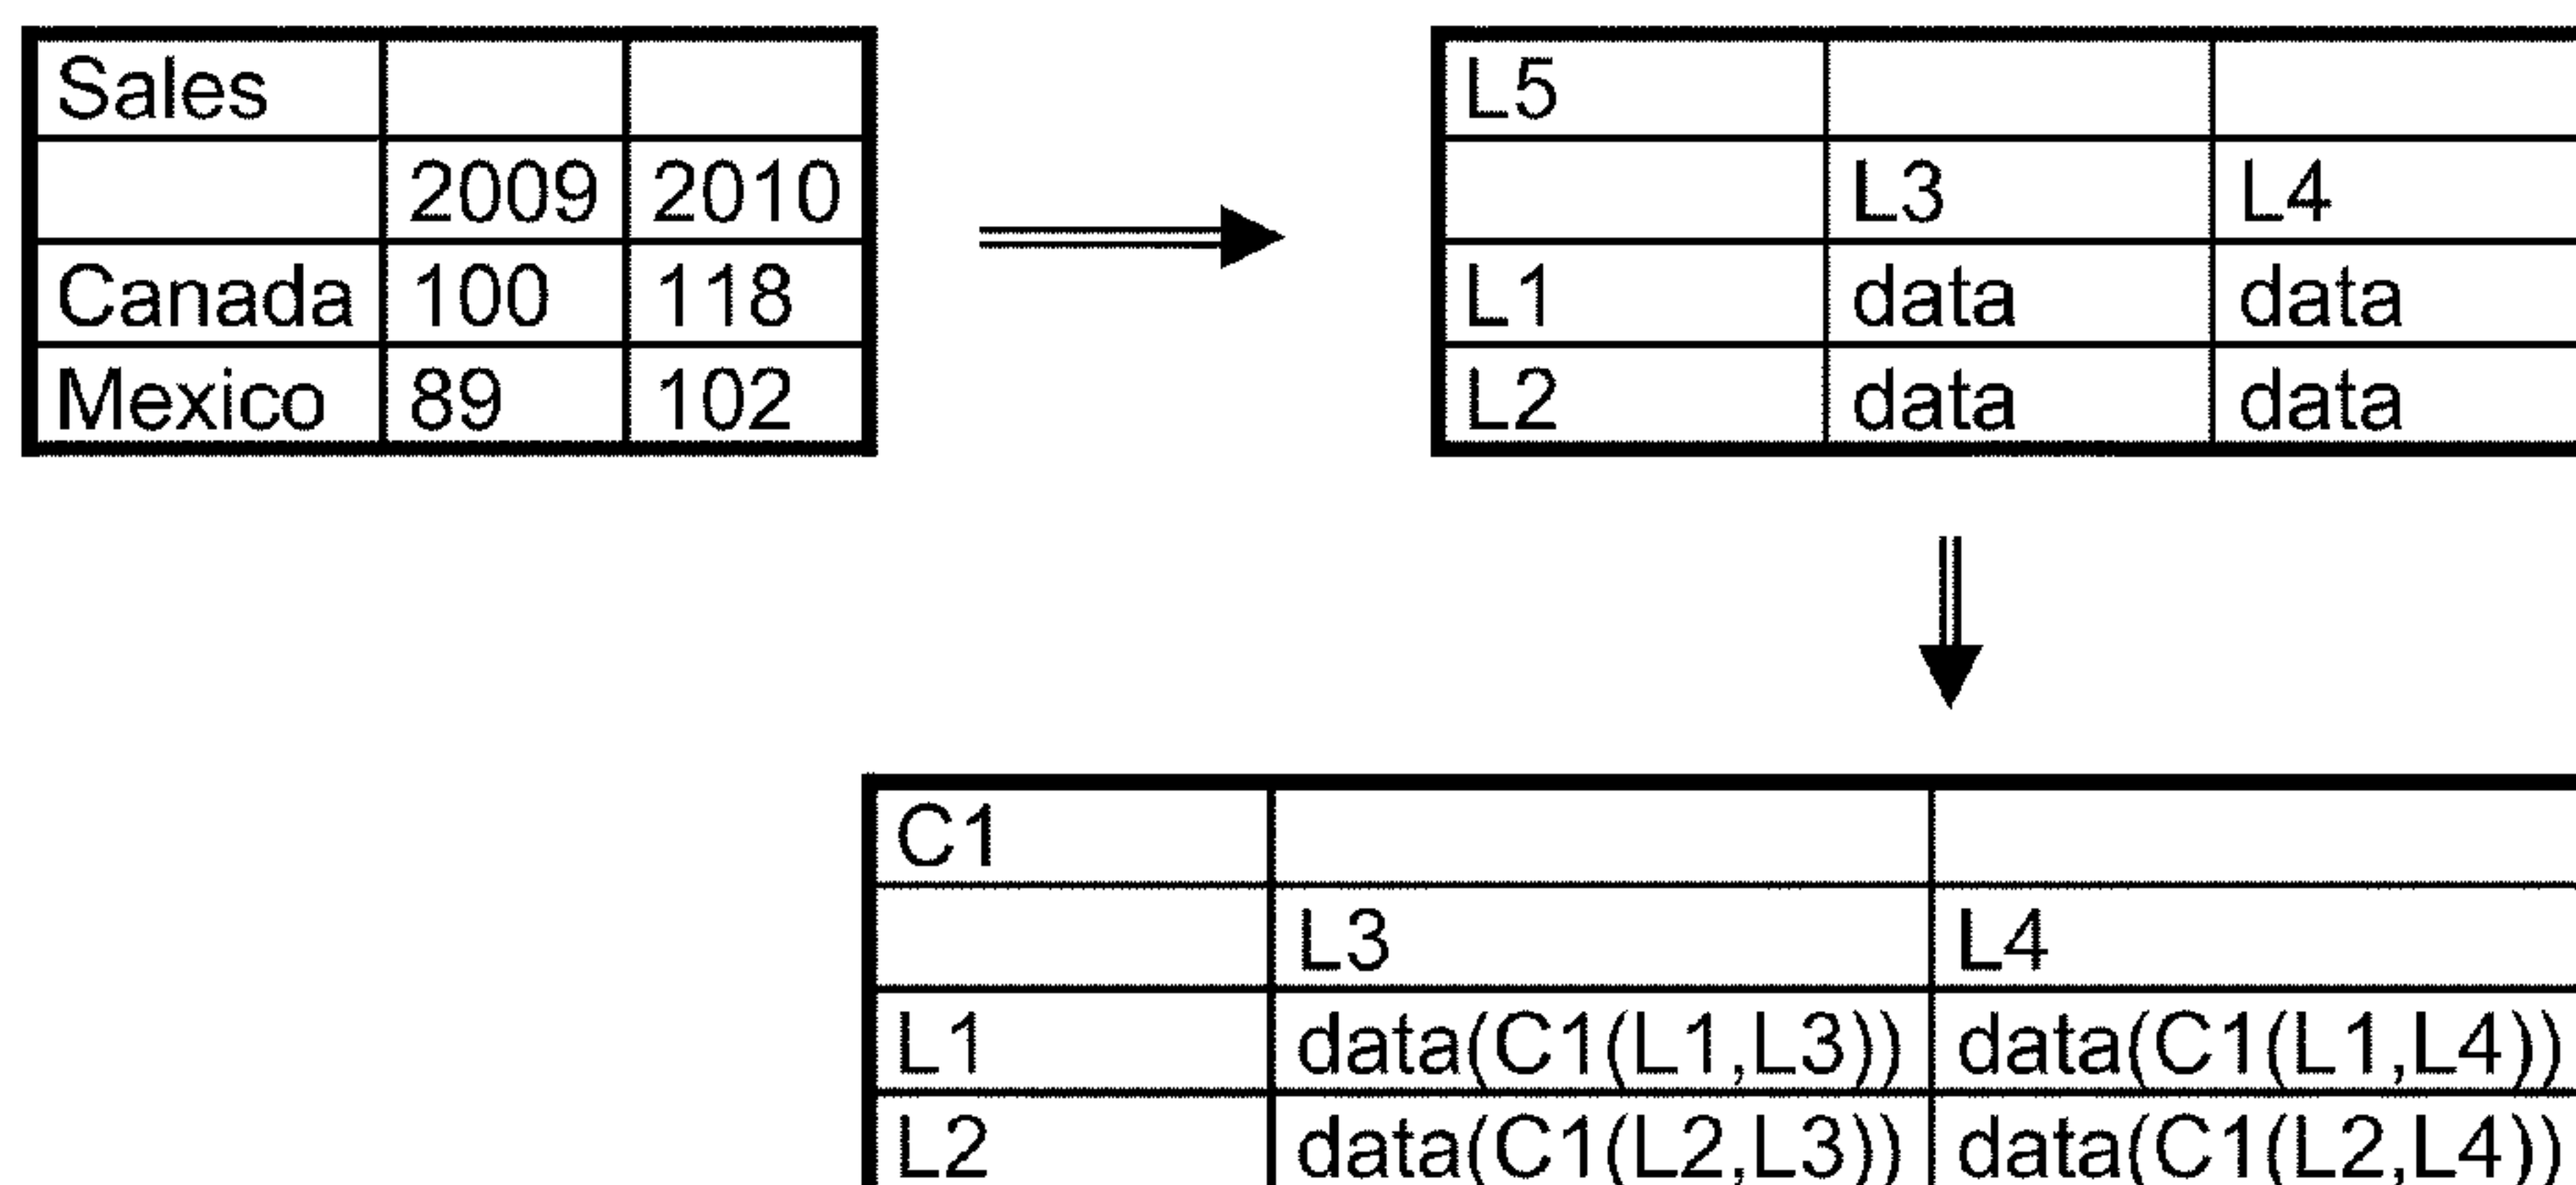 Sales
2009 2010
Canada 100 118
Mexico 89 102
L5
L3 L4
L1 data data
L2 data data
C1
L3 L4
L1 data(C1(L1,L3)) data(C1(L1,L4))
L2 data(C1(L2,L3)) data(C1(L2,L4))